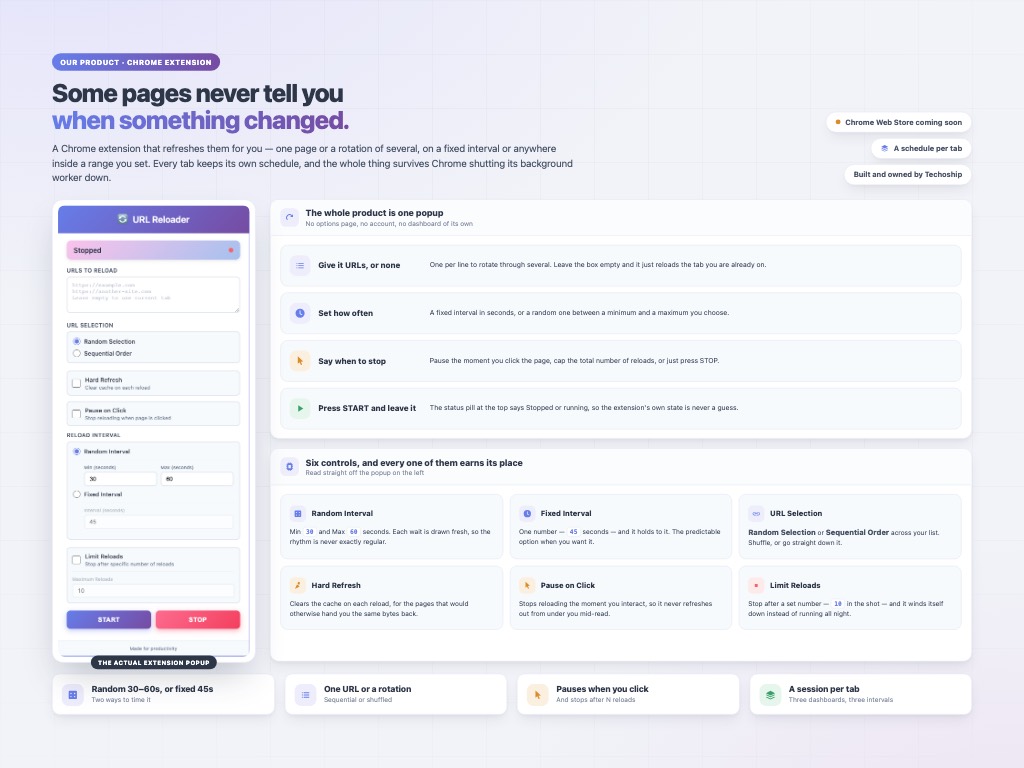 OUR PRODUCT · CHROME EXTENSION
Some pages never tell you
when something changed.
A Chrome extension that refreshes them for you — one page or a rotation of several, on a fixed interval or anywhere
inside a range you set. Every tab keeps its own schedule, and the whole thing survives Chrome shutting its background
worker down.
Chrome Web Store coming soon
A schedule per tab
Built and owned by Techoship
URL Reloader
Stopped
URLS TO RELOAD
https://example.com
https://another-site.com
Leave empty to use current tab
URL SELECTION
Random Selection
Sequential Order
Hard Refresh
Clear cache on each reload
Pause on Click
Stop reloading when page is clicked
RELOAD INTERVAL
Random Interval
Min (seconds) Max (seconds)
30 60
Fixed Interval
Interval (seconds)
45
Limit Reloads
Stop after specific number of reloads
Maximum Reloads
10
START STOP
Made for productivity
THE ACTUAL EXTENSION POPUP
The whole product is one popup
No options page, no account, no dashboard of its own
Give it URLs, or none
One per line to rotate through several. Leave the box empty and it just reloads the tab you are already on.
Set how often
A fixed interval in seconds, or a random one between a minimum and a maximum you choose.
Say when to stop
Pause the moment you click the page, cap the total number of reloads, or just press STOP.
Press START and leave it
The status pill at the top says Stopped or running, so the extension's own state is never a guess.
Six controls, and every one of them earns its place
Read straight off the popup on the left
Random Interval
Min 30 and Max 60 seconds. Each wait is drawn fresh, so the
rhythm is never exactly regular.
Fixed Interval
One number — 45 seconds — and it holds to it. The predictable
option when you want it.
URL Selection
Random Selection or Sequential Order across your list.
Shuffle, or go straight down it.
Hard Refresh
Clears the cache on each reload, for the pages that would
otherwise hand you the same bytes back.
Pause on Click
Stops reloading the moment you interact, so it never refreshes
out from under you mid-read.
Limit Reloads
Stop after a set number — 10 in the shot — and it winds itself
down instead of running all night.
Random 30–60s, or fixed 45s
Two ways to time it
One URL or a rotation
Sequential or shuffled
Pauses when you click
And stops after N reloads
A session per tab
Three dashboards, three intervals